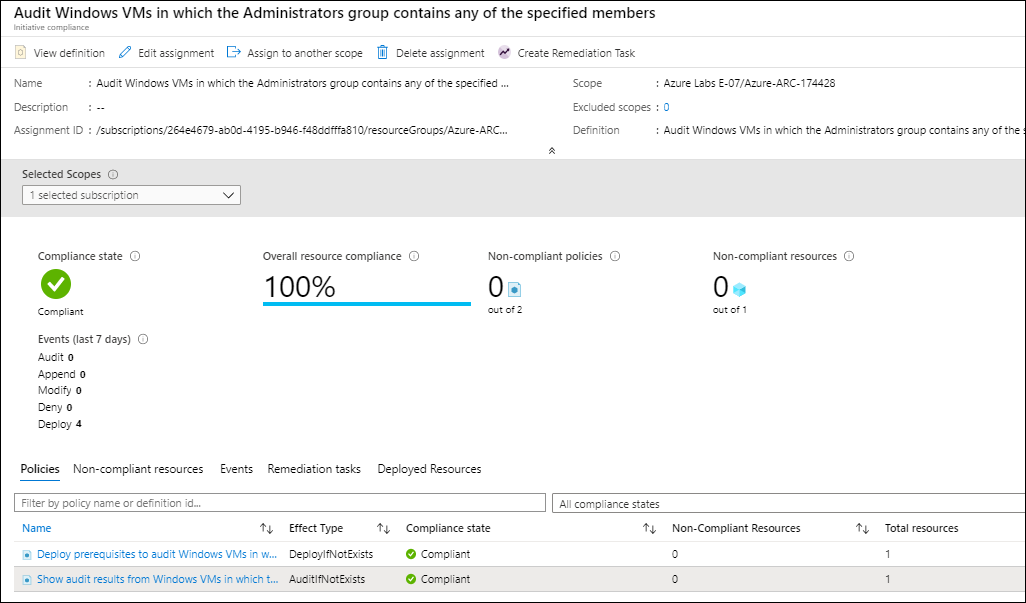 Audit Windows VMs in which the Administrators group contains any of the specified members
Initiative compliance
View definition Edit assignment Assign to another scope Delete assignment Create Remediation Task
Name : Audit Windows VMs in which the Administrators group contains any of the specified ... Scope : Azure Labs E-07/Azure-ARC-174428
Description : -- Excluded scopes : 0
Assignment ID : /subscriptions/264e4679-ab0d-4195-b946-f48ddfffa810/resourceGroups/Azure-ARC... Definition : Audit Windows VMs in which the Administrators group contains any of the s
Selected Scopes
1 selected subscription
Compliance state Overall resource compliance Non-compliant policies Non-compliant resources
100% 0 0
Compliant out of 2 out of 1
Events (last 7 days)
Audit 0
Append 0
Modify 0
Deny 0
Deploy 4
Policies Non-compliant resources Events Remediation tasks Deployed Resources
Filter by policy name or definition id... All compliance states
Name Effect Type Compliance state Non-Compliant Resources Total resources
Deploy prerequisites to audit Windows VMs in w... DeployIfNotExists Compliant 0 1
Show audit results from Windows VMs in which t... AuditIfNotExists Compliant 0 1